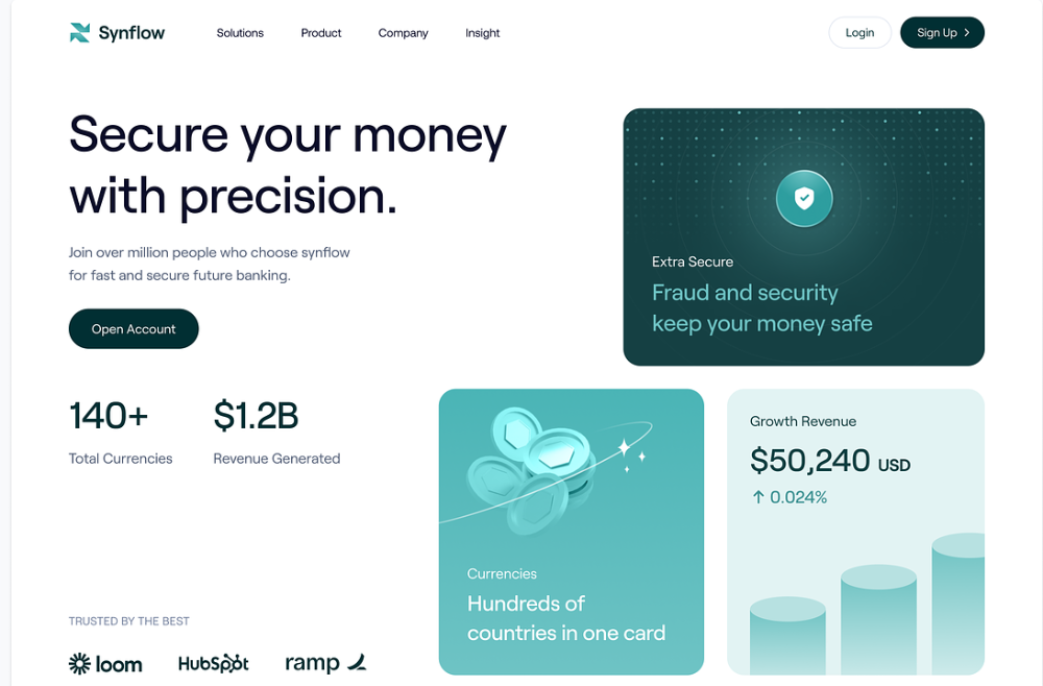 Synflow
Solutions
Product
Company
Insight
Login
Sign Up
Secure your money
with precision.
Join over million people who choose synflow
for fast and secure future banking.
Open Account
Extra Secure
Fraud and security
keep your money safe
140+
Total Currencies
$1.2B
Revenue Generated
Currencies
Hundreds of
countries in one card
Growth Revenue
$50,240 USD
↑ 0.024%
TRUSTED BY THE BEST
loom
HubSpot
ramp